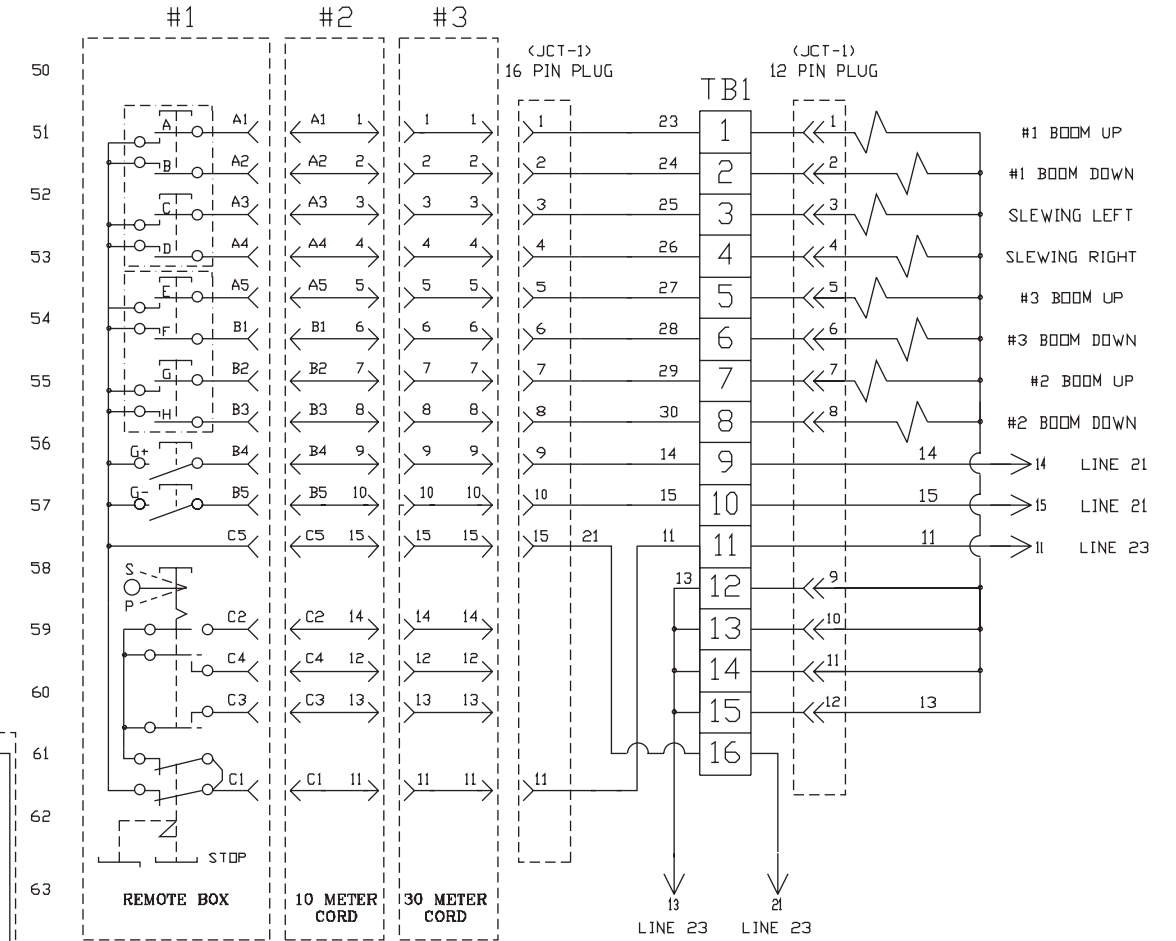 #1 #2 #3
(JCT-1) (JCT-1)
50 16 PIN PLUG 12 PIN PLUG
TB1
51 A A1 A1 1 1 1 1 23 1 1 #1 BOOM UP
B A2 A2 2 2 2 2 24 2 2 #1 BOOM DOWN
52 C A3 A3 3 3 3 3 25 3 3 SLEWING LEFT
53 D A4 A4 4 4 4 4 26 4 4 SLEWING RIGHT
E A5 A5 5 5 5 5 27 5 5 #3 BOOM UP
54 F B1 B1 6 6 6 6 28 6 6 #3 BOOM DOWN
55 G B2 B2 7 7 7 7 29 7 7 #2 BOOM UP
H B3 B3 8 8 8 8 30 8 8 #2 BOOM DOWN
56 G+ B4 B4 9 9 9 9 14 9 14 14 LINE 21
57 G- B5 B5 10 10 10 10 15 10 15 15 LINE 21
C5 C5 15 15 15 15 21 11 11 11 11 LINE 23
58 S 13 12 9
P
59 C2 C2 14 14 14 13 10
C4 C4 12 12 12 14 11
60 C3 C3 13 13 13 15 12 13
61 16
C1 C1 11 11 11 11
62
STOP
63 REMOTE BOX 10 METER CORD 30 METER CORD 13 21
LINE 23 LINE 23